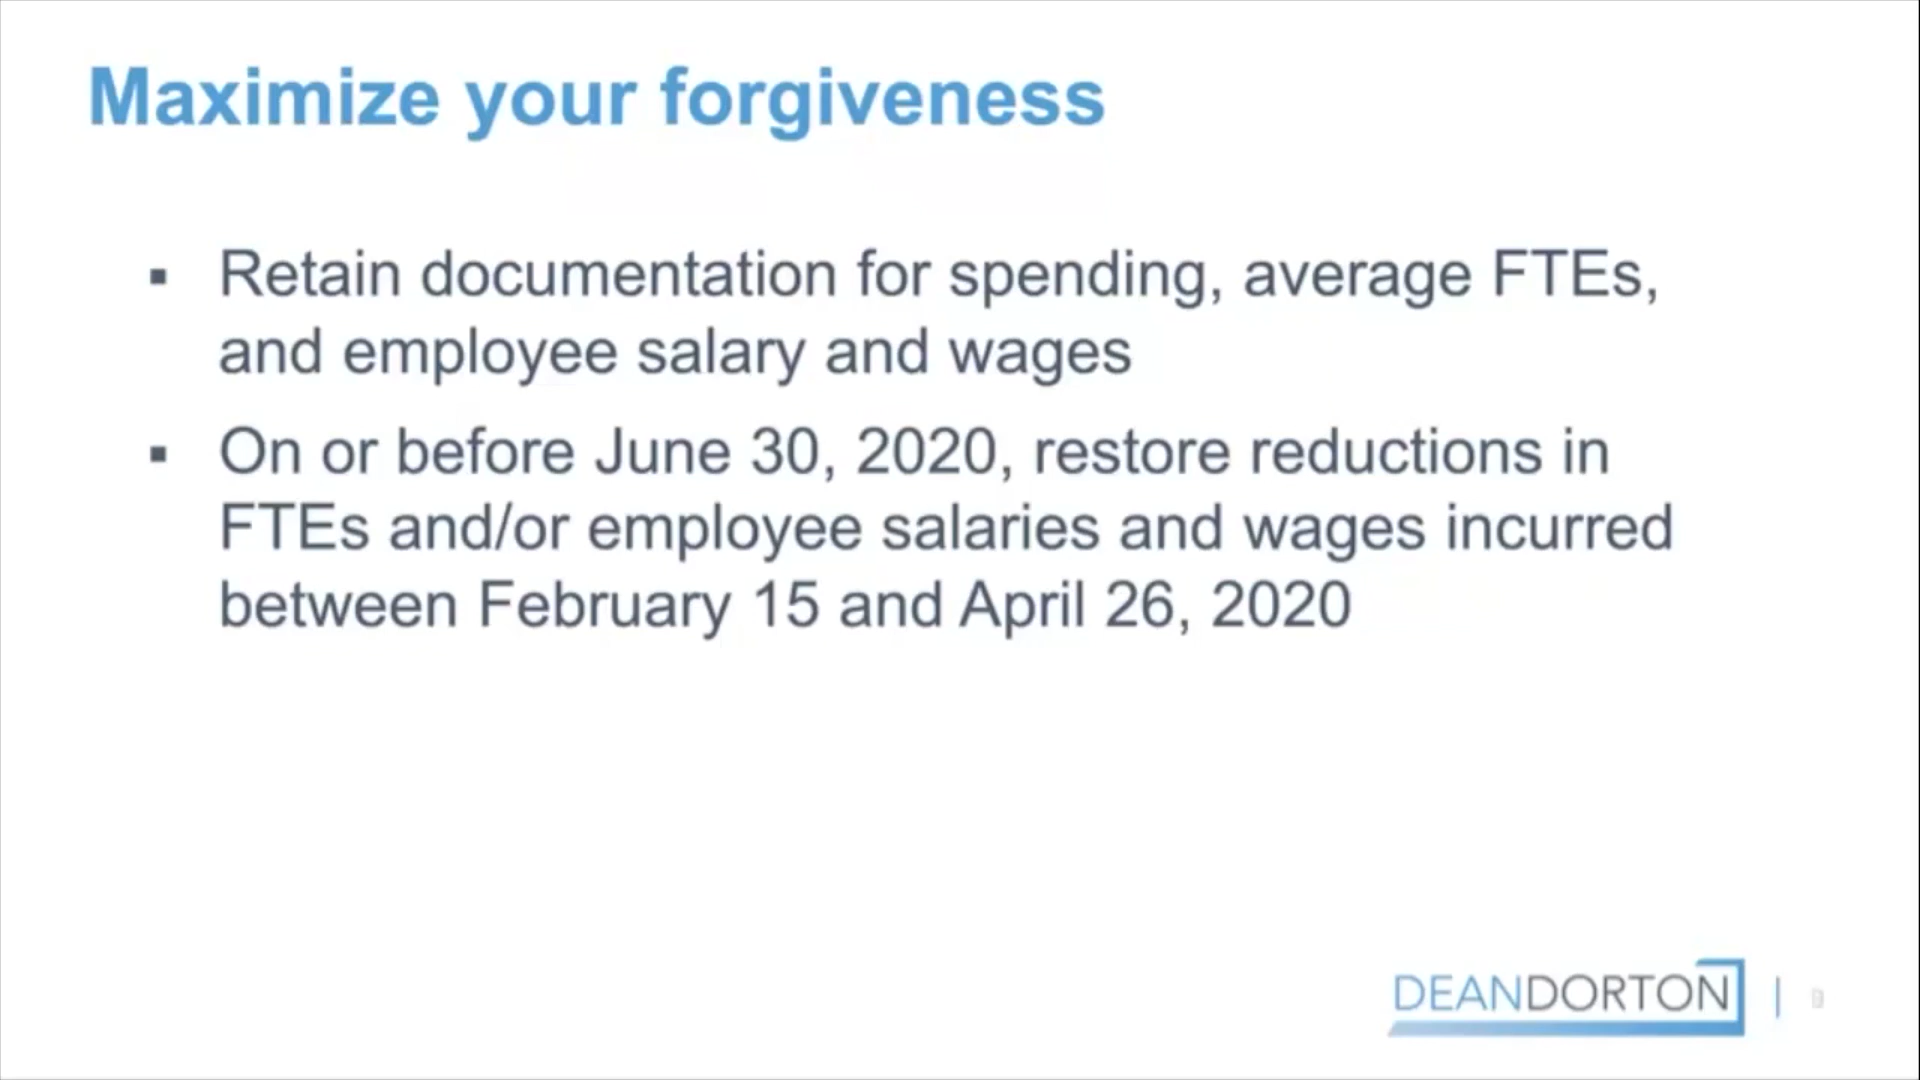 Maximize your forgiveness
▪ Retain documentation for spending, average FTEs,
and employee salary and wages
▪ On or before June 30, 2020, restore reductions in
FTEs and/or employee salaries and wages incurred
between February 15 and April 26, 2020
DEANDORTON |